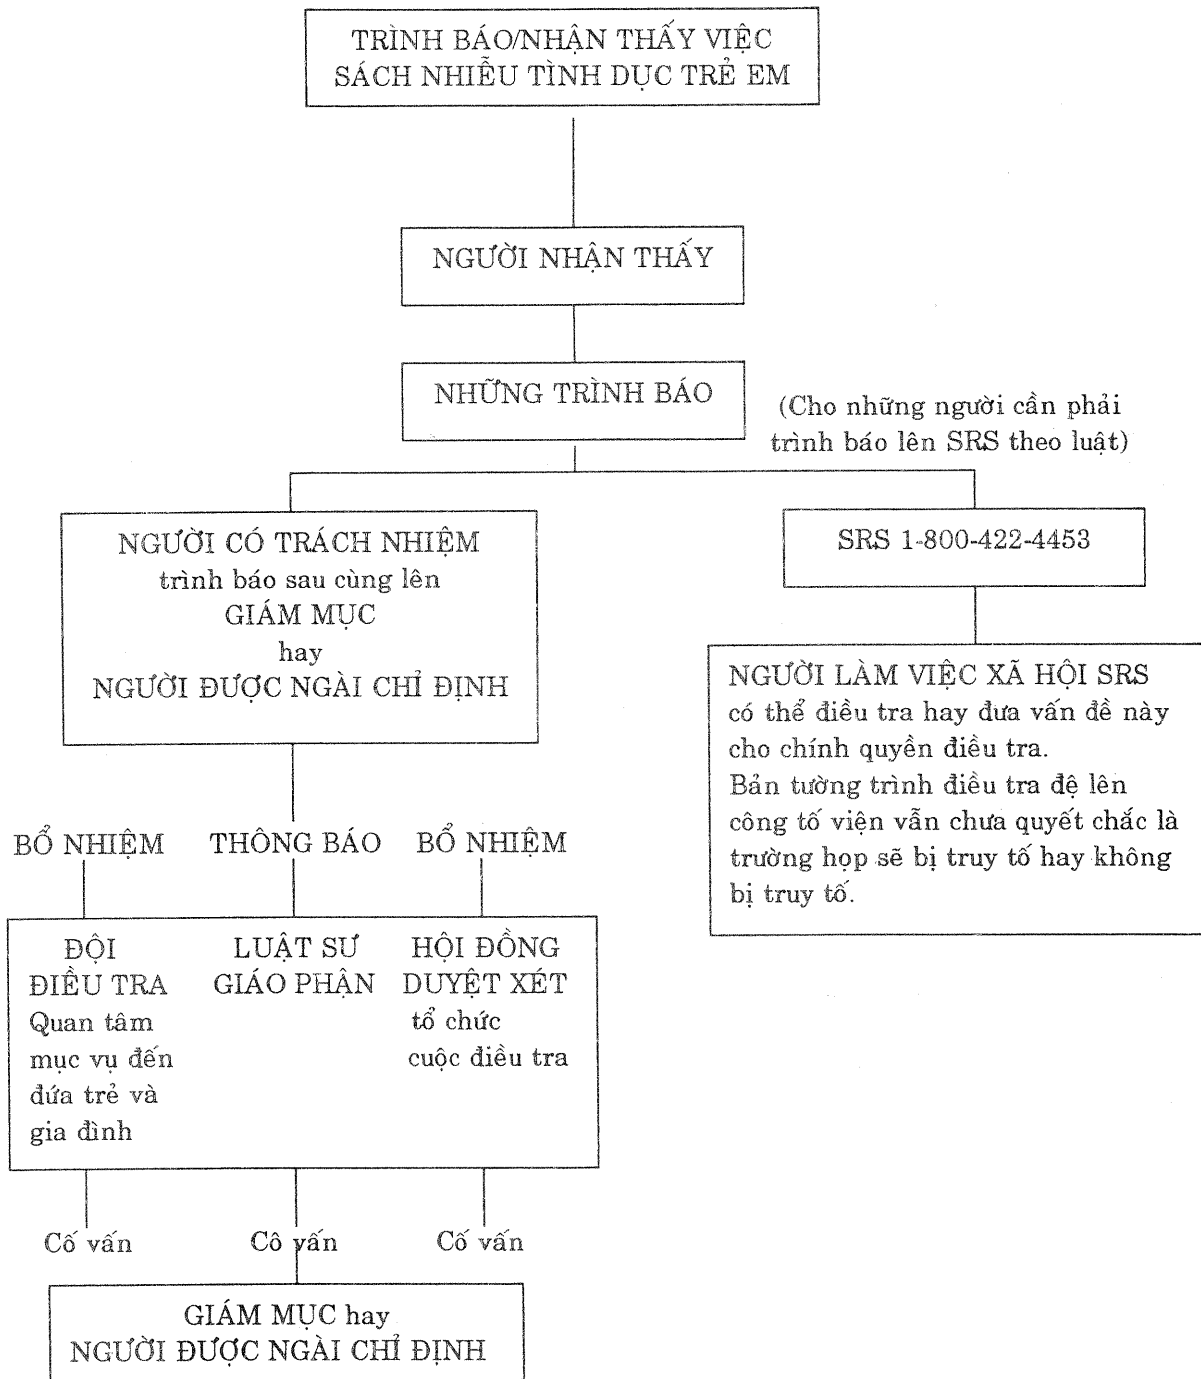 TRÌNH BÁO/NHẬN THẤY VIỆC
SÁCH NHIỄU TÌNH DỤC TRẺ EM
NGƯỜI NHẬN THẤY
NHỮNG TRÌNH BÁO
(Cho những người cần phải
trình báo lên SRS theo luật)
NGƯỜI CÓ TRÁCH NHIỆM
trình báo sau cùng lên
GIÁM MỤC
hay
NGƯỜI ĐƯỢC NGÀI CHỈ ĐỊNH
SRS 1-800-422-4453
NGƯỜI LÀM VIỆC XÃ HỘI SRS
có thể điều tra hay đưa vấn đề này
cho chính quyền điều tra.
Bản tường trình điều tra đệ lên
công tố viện vẫn chưa quyết chắc là
trường họp sẽ bị truy tố hay không
bị truy tố.
BỔ NHIỆM
THÔNG BÁO
BỔ NHIỆM
ĐỘI
ĐIỀU TRA
Quan tâm
mục vụ đến
đứa trẻ và
gia đình
LUẬT SƯ
GIÁO PHẬN
HỘI ĐỒNG
DUYỆT XÉT
tổ chức
cuộc điều tra
Cố vấn
Cô vấn
Cố vấn
GIÁM MỤC hay
NGƯỜI ĐƯỢC NGÀI CHỈ ĐỊNH